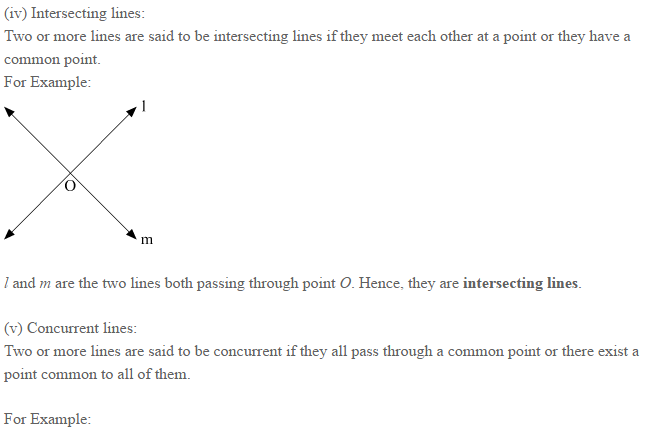 (iv) Intersecting lines:
Two or more lines are said to be intersecting lines if they meet each other at a point or they have a
common point.
For Example:
l
O
m
l and m are the two lines both passing through point O. Hence, they are intersecting lines.
(v) Concurrent lines:
Two or more lines are said to be concurrent if they all pass through a common point or there exist a
point common to all of them.
For Example: